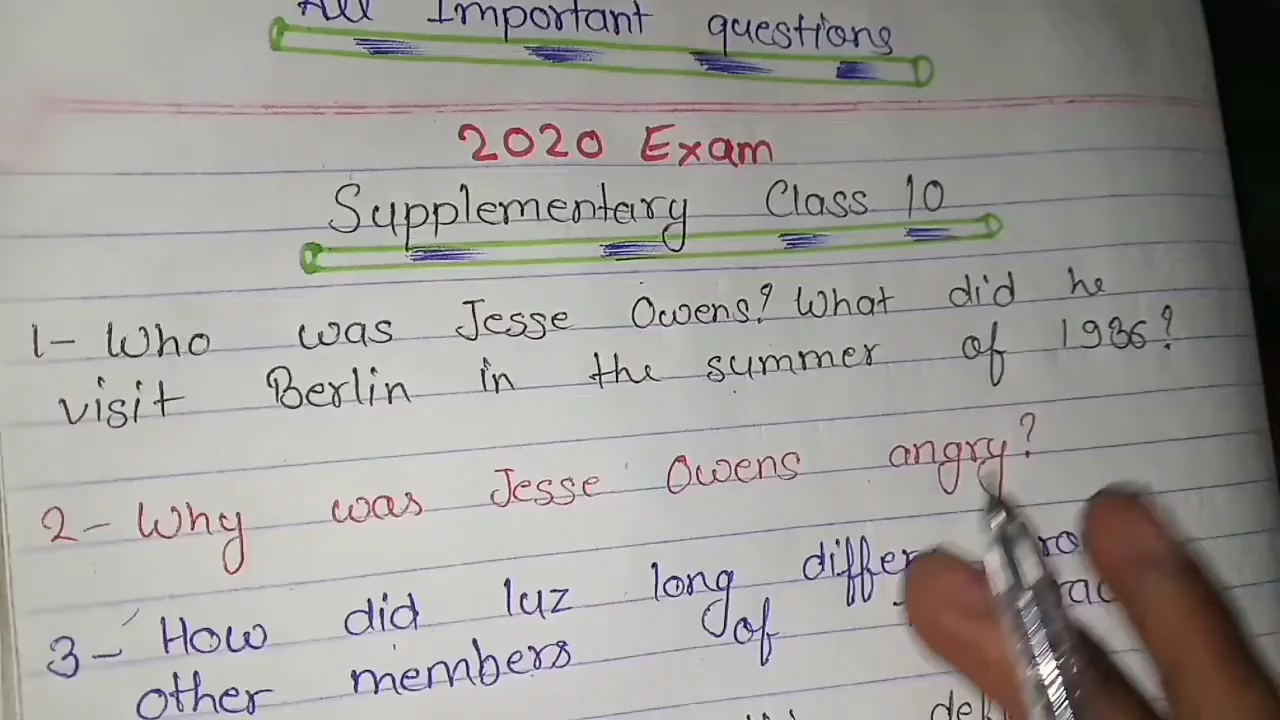 All Important questions
2020 Exam
Supplementary Class 10
1- Who was Jesse Owens? What did he
visit Berlin in the summer of 1936?
2- Why was Jesse Owens angry?
3- How did luz long
other members of